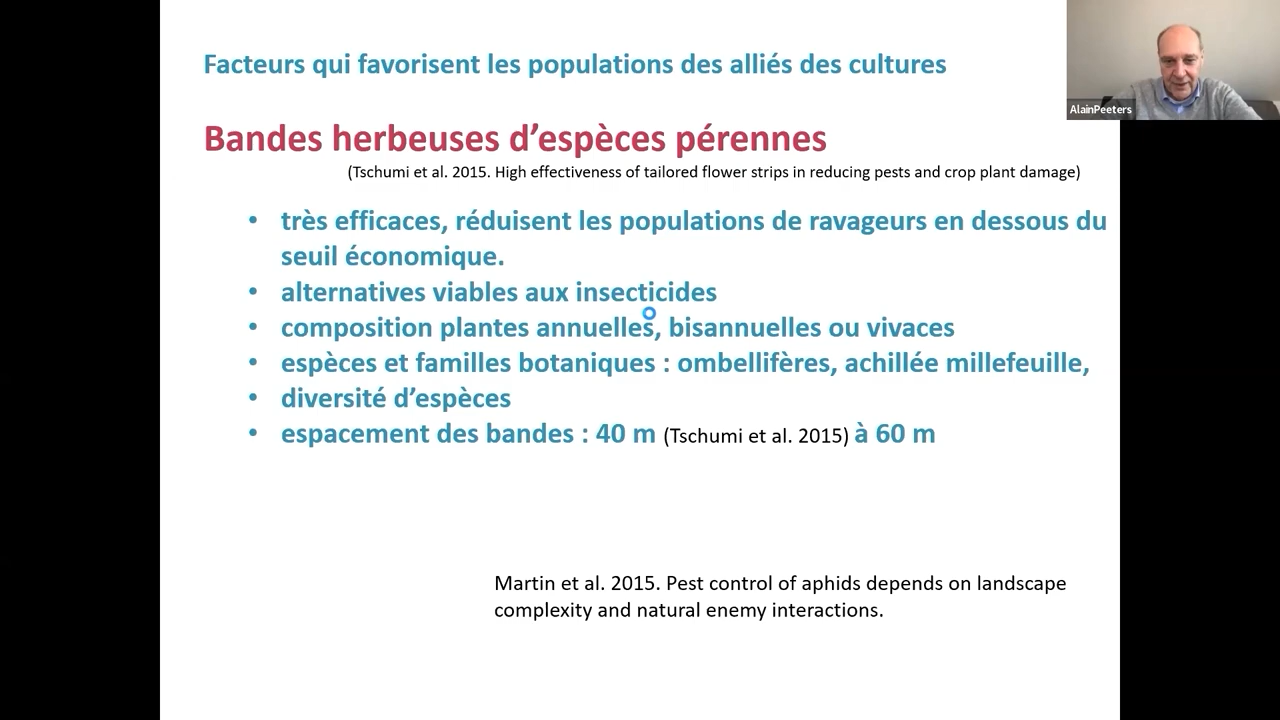 Facteurs qui favorisent les populations des alliés des cultures
AlainPeeters
Bandes herbeuses d’espèces pérennes
(Tschumi et al. 2015. High effectiveness of tailored flower strips in reducing pests and crop plant damage)
• très efficaces, réduisent les populations de ravageurs en dessous du
seuil économique.
• alternatives viables aux insecticides
• composition plantes annuelles, bisannuelles ou vivaces
• espèces et familles botaniques : ombellifères, achillée millefeuille,
• diversité d’espèces
• espacement des bandes : 40 m (Tschumi et al. 2015) à 60 m
Martin et al. 2015. Pest control of aphids depends on landscape
complexity and natural enemy interactions.